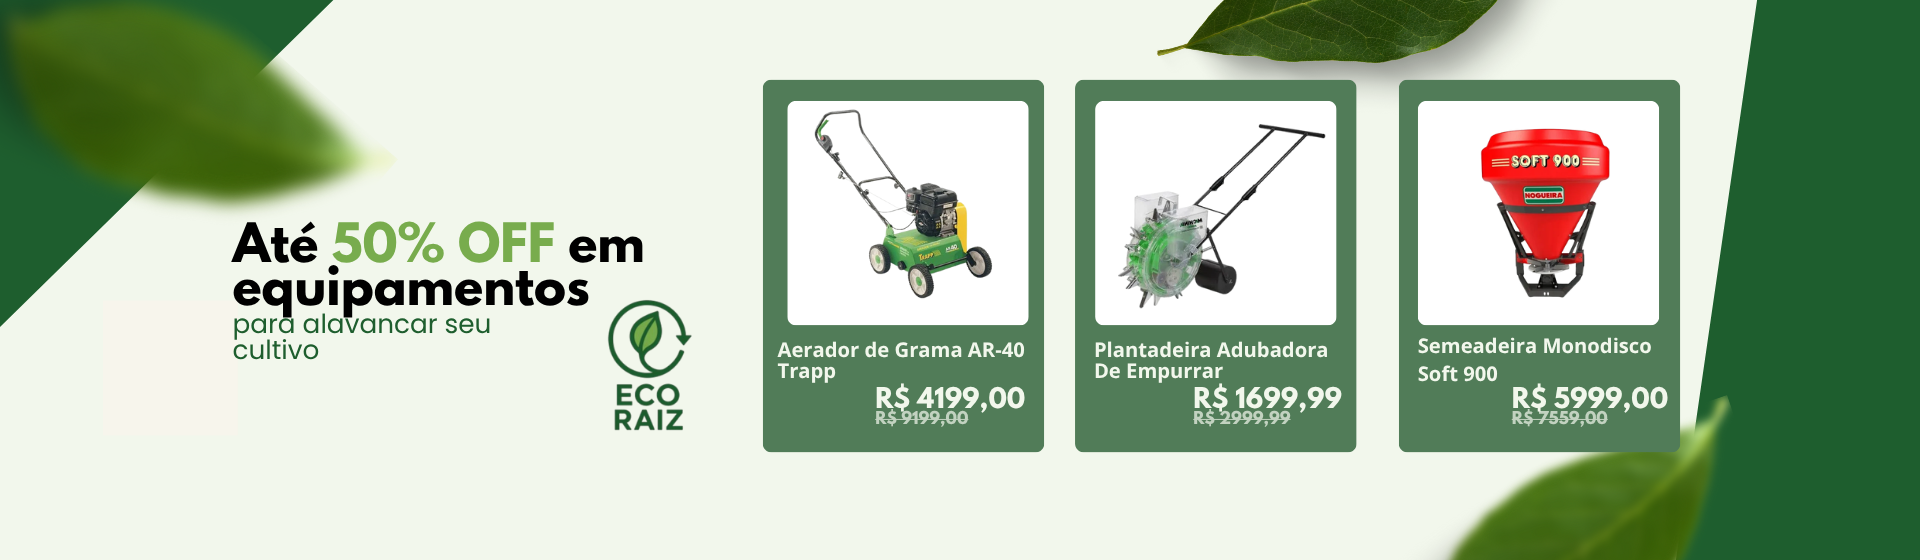 Até 50% OFF em
equipamentos
para alavancar seu
cultivo
ECO
RAIZ
TRAPP
Aerador de Grama AR-40
Trapp
R$ 4199,00
R$ 9199,00
Plantadeira Adubadora
De Empurrar
R$ 1699,99
R$ 2999,99
SOFT 900
NOGUEIRA
Semeadeira Monodisco
Soft 900
R$ 5999,00
R$ 7559,00